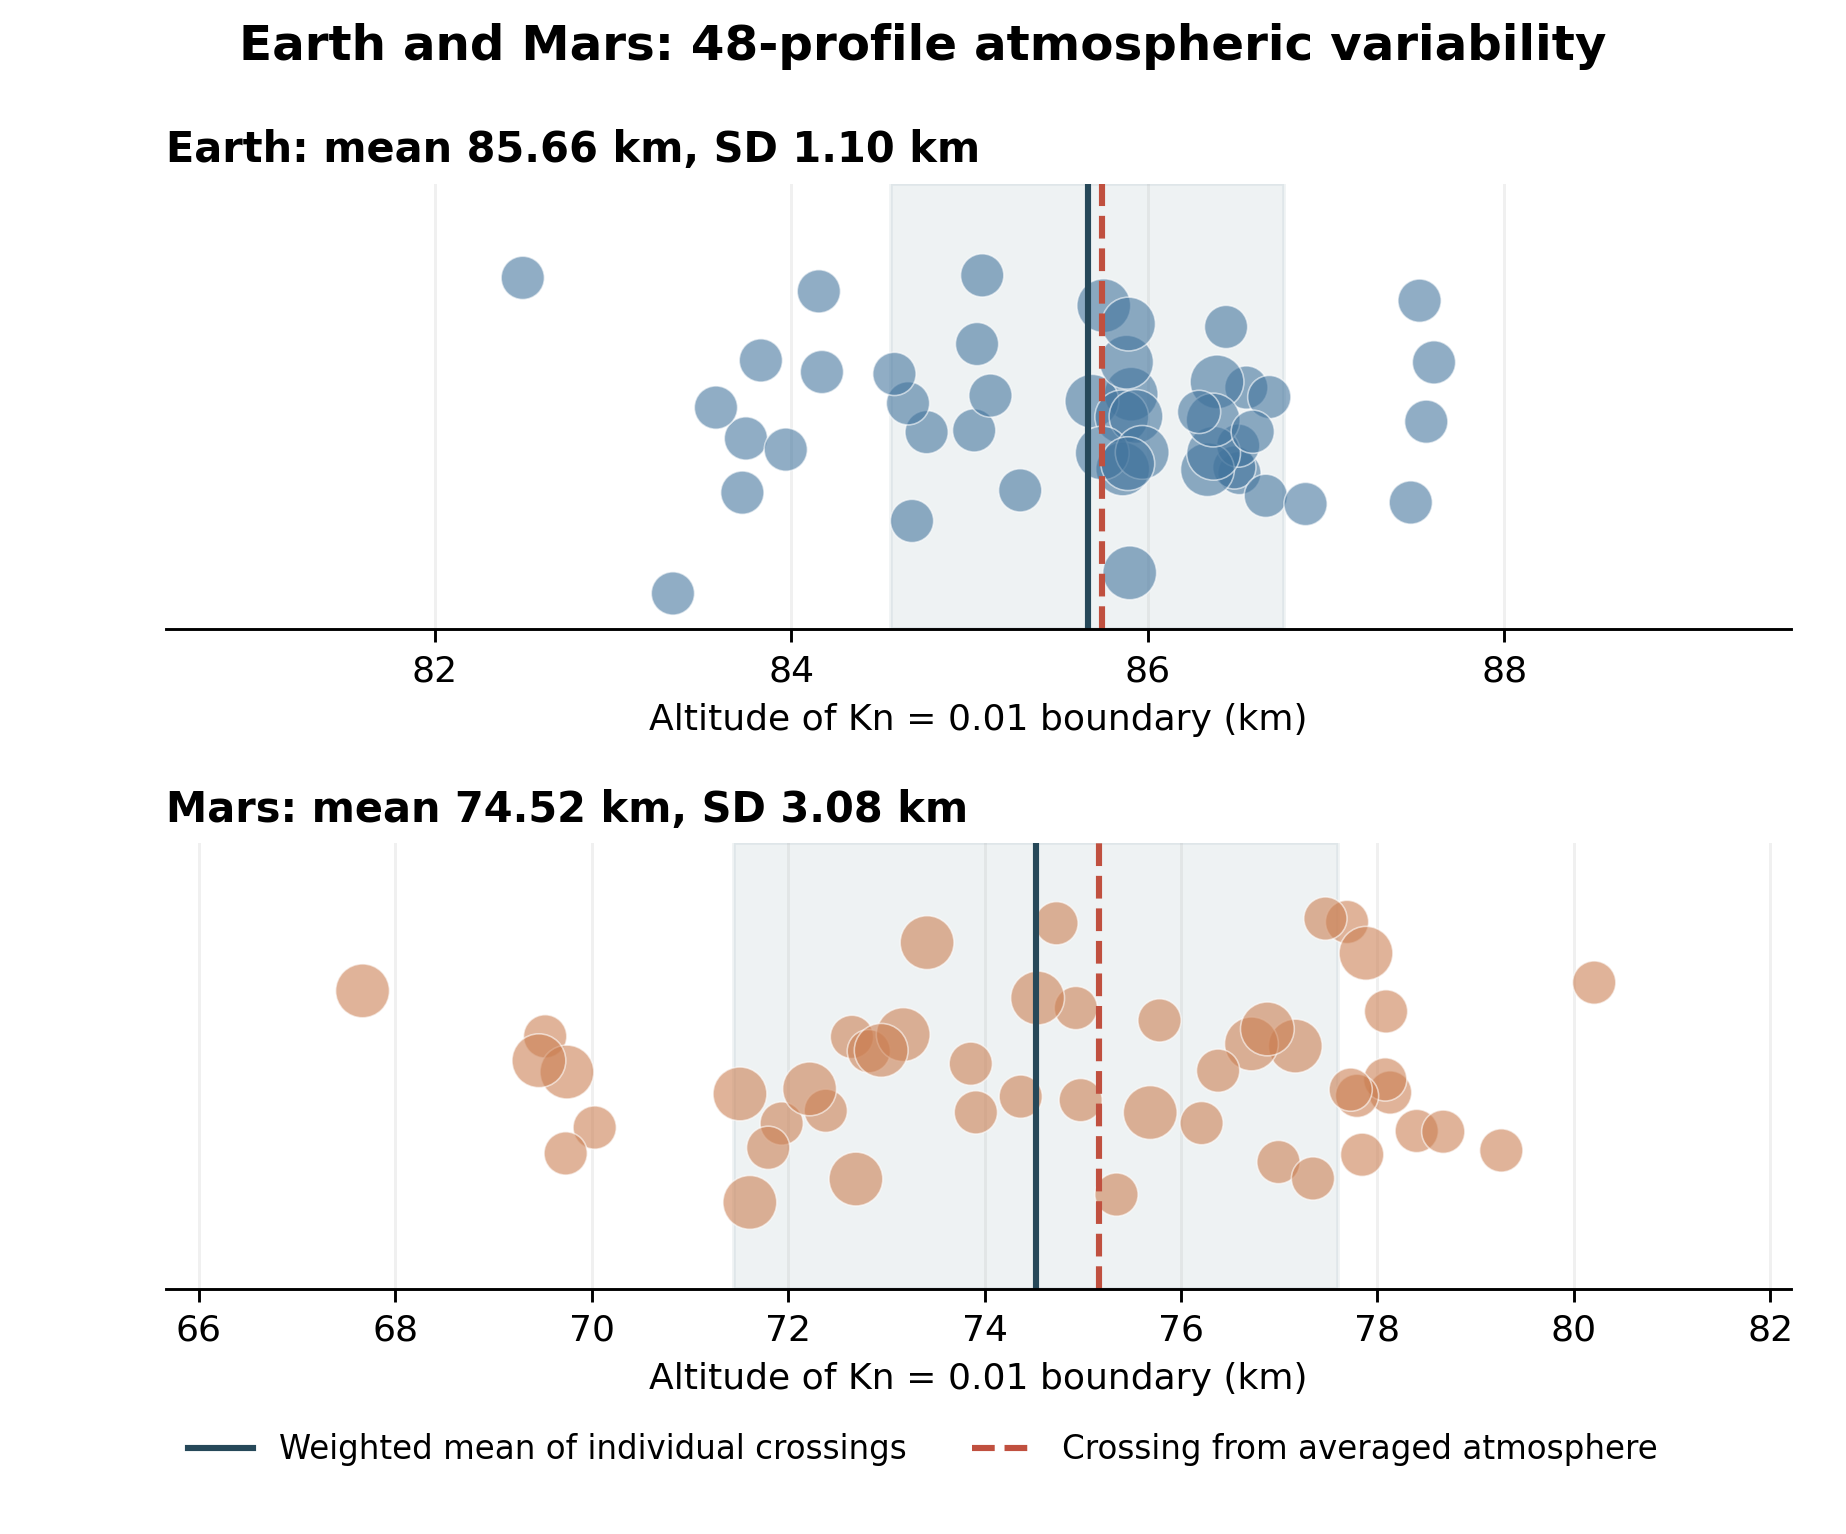 Earth and Mars: 48-profile atmospheric variability
Earth: mean 85.66 km, SD 1.10 km
82 84 86 88
Altitude of Kn = 0.01 boundary (km)
Mars: mean 74.52 km, SD 3.08 km
66 68 70 72 74 76 78 80 82
Altitude of Kn = 0.01 boundary (km)
Weighted mean of individual crossings Crossing from averaged atmosphere